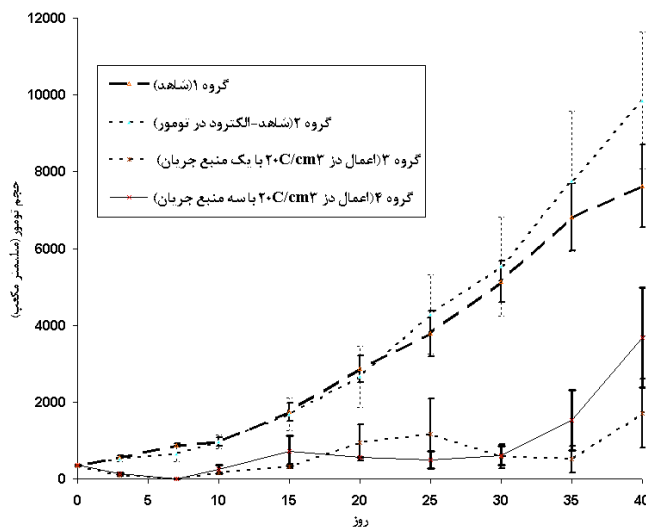 12000
10000
8000
6000
4000
2000
0
حجم تومور (میلیمتر مکعب)
گروه ۱(شاهد)
گروه ۲(شاهد-الکترود در تومور)
گروه ۳(اعمال دز ۲۰C/cm۳ با یک منبع جریان)
گروه ۴(اعمال دز ۲۰C/cm۳ با سه منبع جریان)
0 5 10 15 20 25 30 35 40
روز